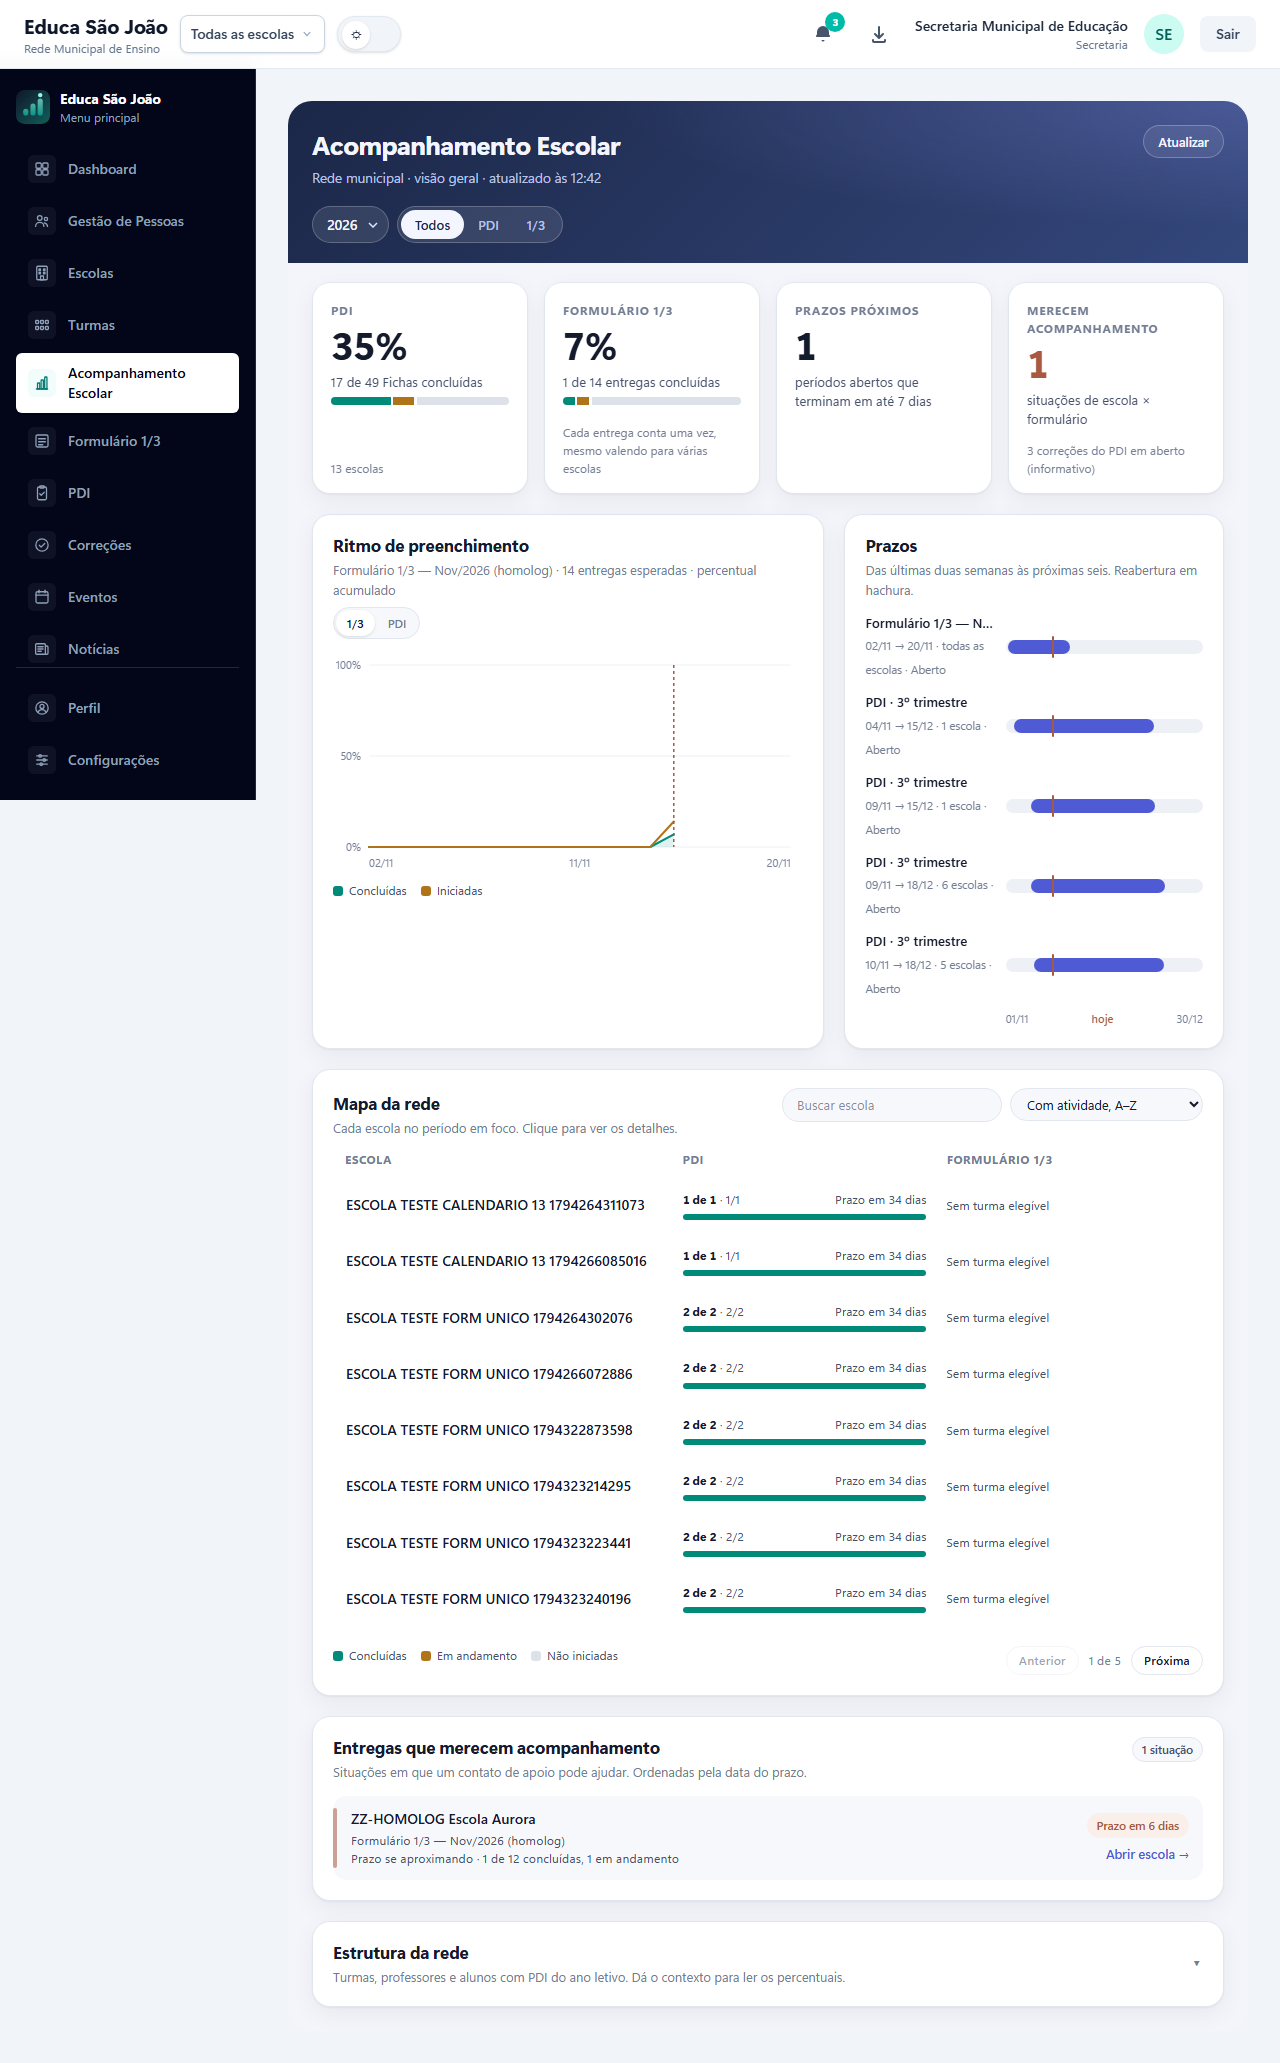 Educa São João
Rede Municipal de Ensino
Todas as escolas
3
Secretaria Municipal de Educação
Secretaria
SE
Sair
Educa São João
Menu principal
Dashboard
Gestão de Pessoas
Escolas
Turmas
Acompanhamento
Escolar
Formulário 1/3
PDI
Correções
Eventos
Notícias
Perfil
Configurações
Acompanhamento Escolar
Rede municipal · visão geral · atualizado às 12:42
Atualizar
2026
Todos
PDI
1/3
PDI
35%
17 de 49 Fichas concluídas
13 escolas
FORMULÁRIO 1/3
7%
1 de 14 entregas concluídas
Cada entrega conta uma vez,
mesmo valendo para várias
escolas
PRAZOS PRÓXIMOS
1
períodos abertos que
terminam em até 7 dias
MERECEM
ACOMPANHAMENTO
1
situações de escola ×
formulário
3 correções do PDI em aberto
(informativo)
Ritmo de preenchimento
Formulário 1/3 — Nov/2026 (homolog) · 14 entregas esperadas · percentual
acumulado
1/3
PDI
100%
50%
0%
02/11
11/11
20/11
Concluídas
Iniciadas
Prazos
Das últimas duas semanas às próximas seis. Reabertura em
hachura.
Formulário 1/3 — N...
02/11 → 20/11 · todas as
escolas · Aberto
PDI · 3º trimestre
04/11 → 15/12 · 1 escola ·
Aberto
PDI · 3º trimestre
09/11 → 15/12 · 1 escola ·
Aberto
PDI · 3º trimestre
09/11 → 18/12 · 6 escolas ·
Aberto
PDI · 3º trimestre
10/11 → 18/12 · 5 escolas ·
Aberto
01/11
hoje
30/12
Mapa da rede
Cada escola no período em foco. Clique para ver os detalhes.
Buscar escola
Com atividade, A–Z
ESCOLA
PDI
FORMULÁRIO 1/3
ESCOLA TESTE CALENDARIO 13 1794264311073
1 de 1 · 1/1
Prazo em 34 dias
Sem turma elegível
ESCOLA TESTE CALENDARIO 13 1794266085016
1 de 1 · 1/1
Prazo em 34 dias
Sem turma elegível
ESCOLA TESTE FORM UNICO 1794264302076
2 de 2 · 2/2
Prazo em 34 dias
Sem turma elegível
ESCOLA TESTE FORM UNICO 1794266072886
2 de 2 · 2/2
Prazo em 34 dias
Sem turma elegível
ESCOLA TESTE FORM UNICO 1794322873598
2 de 2 · 2/2
Prazo em 34 dias
Sem turma elegível
ESCOLA TESTE FORM UNICO 1794323214295
2 de 2 · 2/2
Prazo em 34 dias
Sem turma elegível
ESCOLA TESTE FORM UNICO 1794323223441
2 de 2 · 2/2
Prazo em 34 dias
Sem turma elegível
ESCOLA TESTE FORM UNICO 1794323240196
2 de 2 · 2/2
Prazo em 34 dias
Sem turma elegível
Concluídas
Em andamento
Não iniciadas
Anterior
1 de 5
Próxima
Entregas que merecem acompanhamento
Situações em que um contato de apoio pode ajudar. Ordenadas pela data do prazo.
1 situação
ZZ-HOMOLOG Escola Aurora
Formulário 1/3 — Nov/2026 (homolog)
Prazo se aproximando · 1 de 12 concluídas, 1 em andamento
Prazo em 6 dias
Abrir escola →
Estrutura da rede
Turmas, professores e alunos com PDI do ano letivo. Dá o contexto para ler os percentuais.